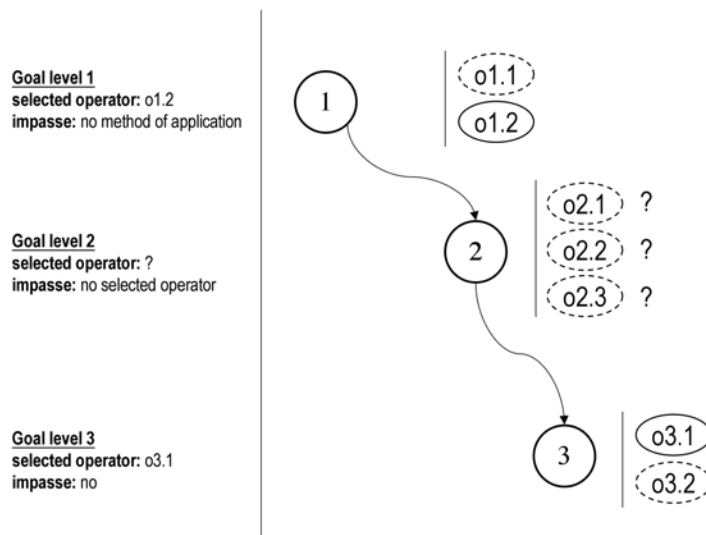 Goal level 1
selected operator: o1.2
impasse: no method of application
1
o1.1
o1.2
Goal level 2
selected operator: ?
impasse: no selected operator
2
o2.1 ?
o2.2 ?
o2.3 ?
Goal level 3
selected operator: o3.1
impasse: no
3
o3.1
o3.2